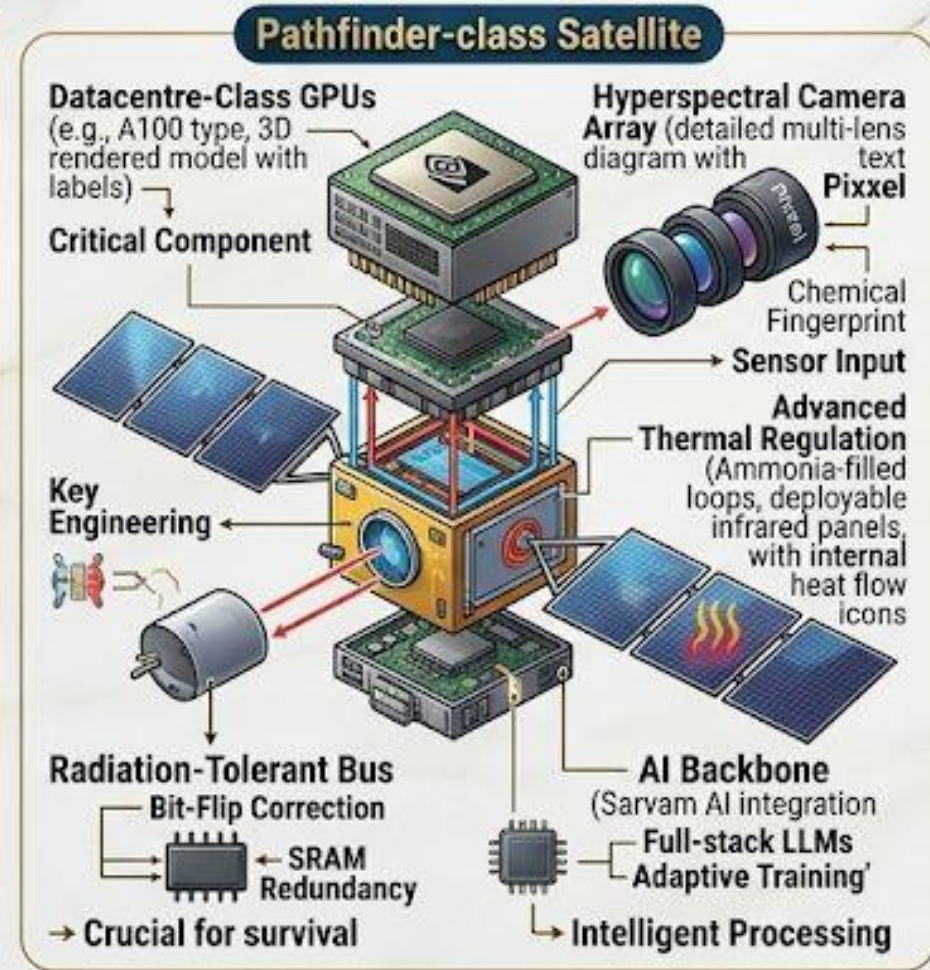 Pathfinder-class Satellite
Datacentre-Class GPUs
(e.g., A100 type, 3D
rendered model with
labels)
Critical Component
Hyperspectral Camera
Array (detailed multi-lens
diagram with text
Pixxel
pixxel
Chemical
Fingerprint
Sensor Input
Advanced
Thermal Regulation
(Ammonia-filled
loops, deployable
infrared panels,
with internal
heat flow
icons
Key
Engineering
Radiation-Tolerant Bus
Bit-Flip Correction
SRAM
Redundancy
→ Crucial for survival
AI Backbone
(Sarvam AI integration
Full-stack LLMs
Adaptive Training'
Intelligent Processing